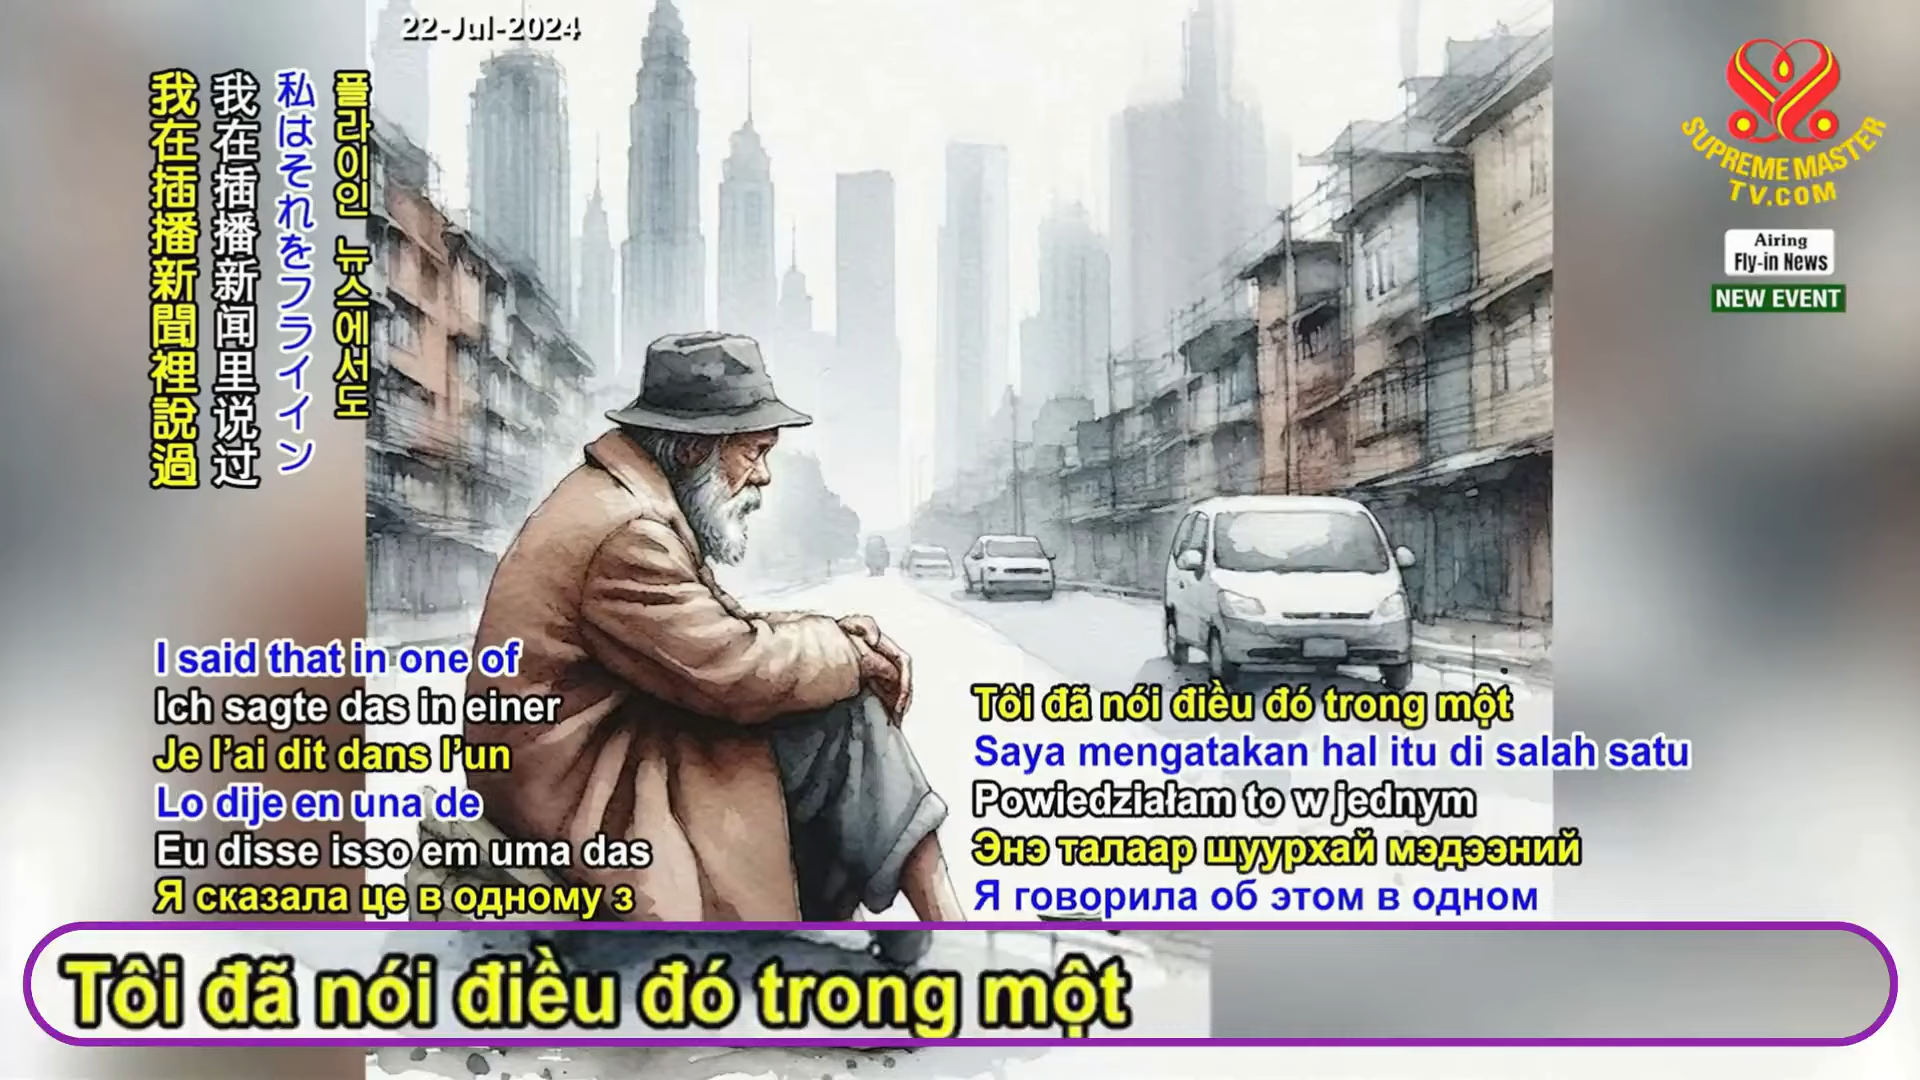 22-Jul-2024
我在插播新聞裡說過
我在插播新闻里说过
私はそれをフライイン
플라이인 뉴스에서도
SUPREME MASTER
TV.COM
Airing
Fly-in News
NEW EVENT
I said that in one of
Ich sagte das in einer
Je l’ai dit dans l’un
Lo dije en una de
Eu disse isso em uma das
Я сказала це в одному з
Tôi đã nói điều đó trong một
Saya mengatakan hal itu di salah satu
Powiedziałam to w jednym
Энэ талаар шуурхай мэдээний
Я говорила об этом в одном
Tôi đã nói điều đó trong một